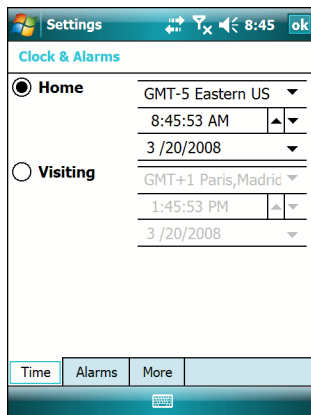 Settings 8:45 ok
Clock & Alarms
Home
GMT-5 Eastern US
8:45:53 AM
3 /20/2008
Visiting
GMT+1 Paris,Madrid
1:45:53 PM
3 /20/2008
Time Alarms More